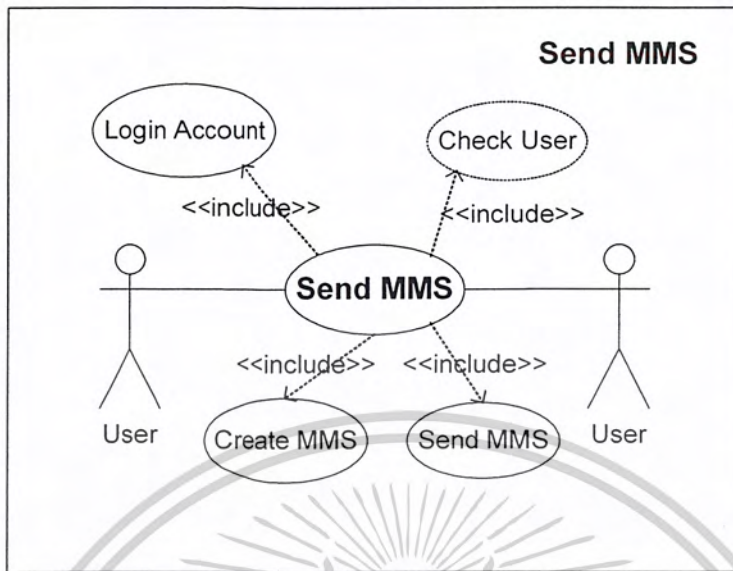 Send MMS
Login Account
Check User
<<include>>
<<include>>
Send MMS
<<include>>
<<include>>
User
Create MMS
Send MMS
User